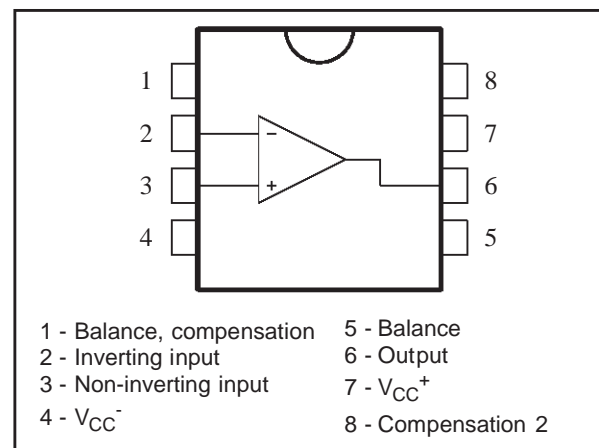 1
2
3
4
8
7
6
5
−
+
1 - Balance, compensation
2 - Inverting input
3 - Non-inverting input
4 - VCC-
5 - Balance
6 - Output
7 - VCC+
8 - Compensation 2